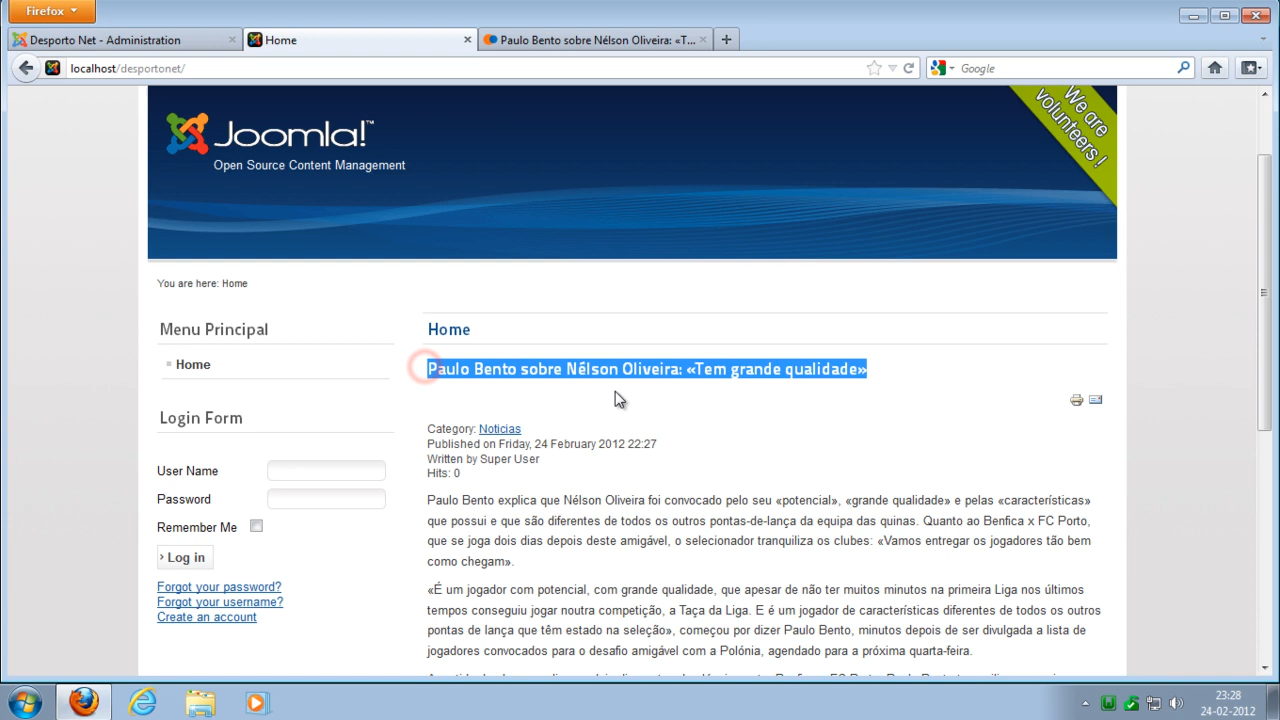 Firefox
Desporto Net - Administration
Home
Paulo Bento sobre Nélson Oliveira: «T...
localhost/desportonet/
Google
Joomla!™
Open Source Content Management
We are
volunteers!
You are here: Home
Menu Principal
Home
Login Form
User Name
Password
Remember Me
Log in
Forgot your password?
Forgot your username?
Create an account
Home
Paulo Bento sobre Nélson Oliveira: «Tem grande qualidade»
Category: Noticias
Published on Friday, 24 February 2012 22:27
Written by Super User
Hits: 0
Paulo Bento explica que Nélson Oliveira foi convocado pelo seu «potencial», «grande qualidade» e pelas «características»
que possui e que são diferentes de todos os outros pontas-de-lança da equipa das quinas. Quanto ao Benfica x FC Porto,
que se joga dois dias depois deste amigável, o selecionador tranquiliza os clubes: «Vamos entregar os jogadores tão bem
como chegam».
«É um jogador com potencial, com grande qualidade, que apesar de não ter muitos minutos na primeira Liga nos últimos
tempos conseguiu jogar noutra competição, a Taça da Liga. E é um jogador de características diferentes de todos os outros
pontas de lança que têm estado na seleção», começou por dizer Paulo Bento, minutos depois de ser divulgada a lista de
jogadores convocados para o desafio amigável com a Polónia, agendado para a próxima quarta-feira.
23:28
24-02-2012